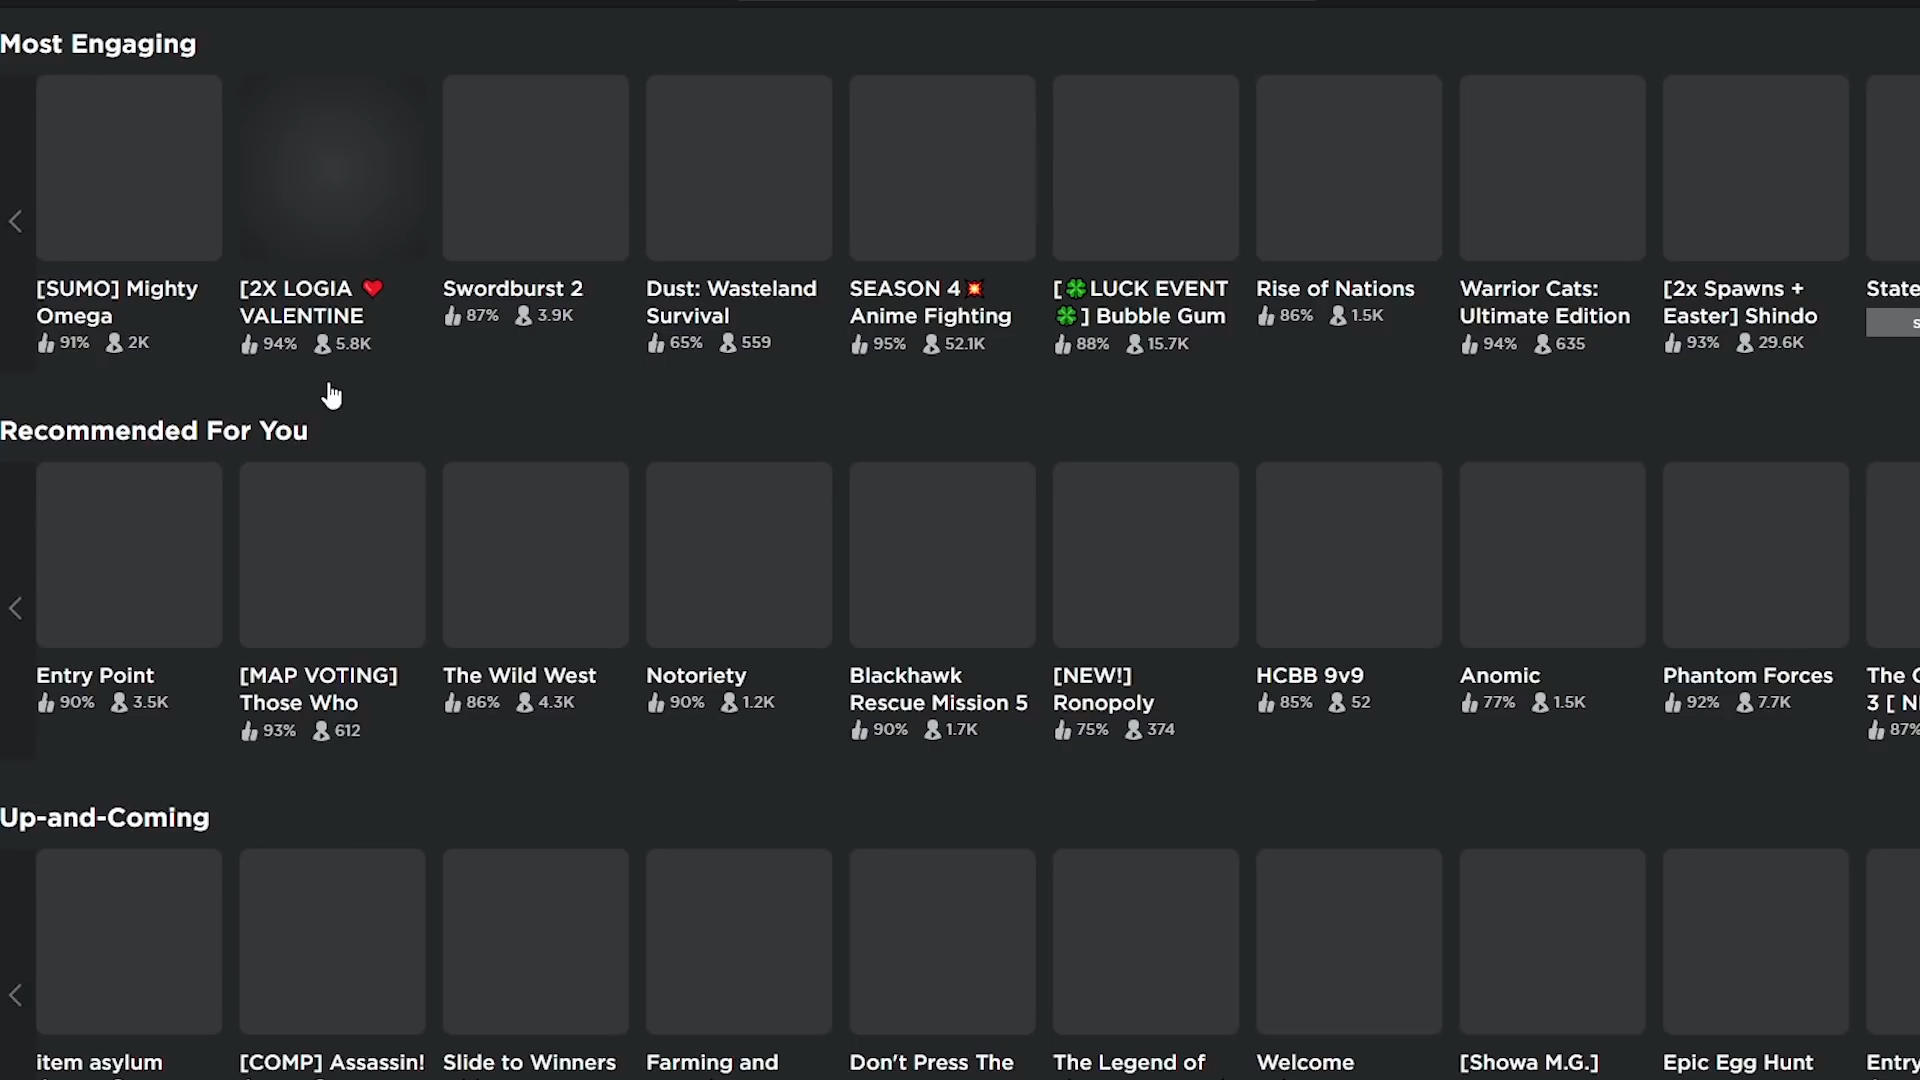 Most Engaging
[SUMO] Mighty
Omega
91% 2K
[2X LOGIA ❤️
VALENTINE
94% 5.8K
Swordburst 2
87% 3.9K
Dust: Wasteland
Survival
65% 559
SEASON 4💥
Anime Fighting
95% 52.1K
[🍀LUCK EVENT
🍀] Bubble Gum
88% 15.7K
Rise of Nations
86% 1.5K
Warrior Cats:
Ultimate Edition
94% 635
[2x Spawns +
Easter] Shindo
93% 29.6K
State
Recommended For You
Entry Point
90% 3.5K
[MAP VOTING]
Those Who
93% 612
The Wild West
86% 4.3K
Notoriety
90% 1.2K
Blackhawk
Rescue Mission 5
90% 1.7K
[NEW!]
Ronopoly
75% 374
HCBB 9v9
85% 52
Anomic
77% 1.5K
Phantom Forces
92% 7.7K
The
3 [
87%
Up-and-Coming
item asylum
[COMP] Assassin!
Slide to Winners
Farming and
Don't Press The
The Legend of
Welcome
[Showa M.G.]
Epic Egg Hunt
Entry